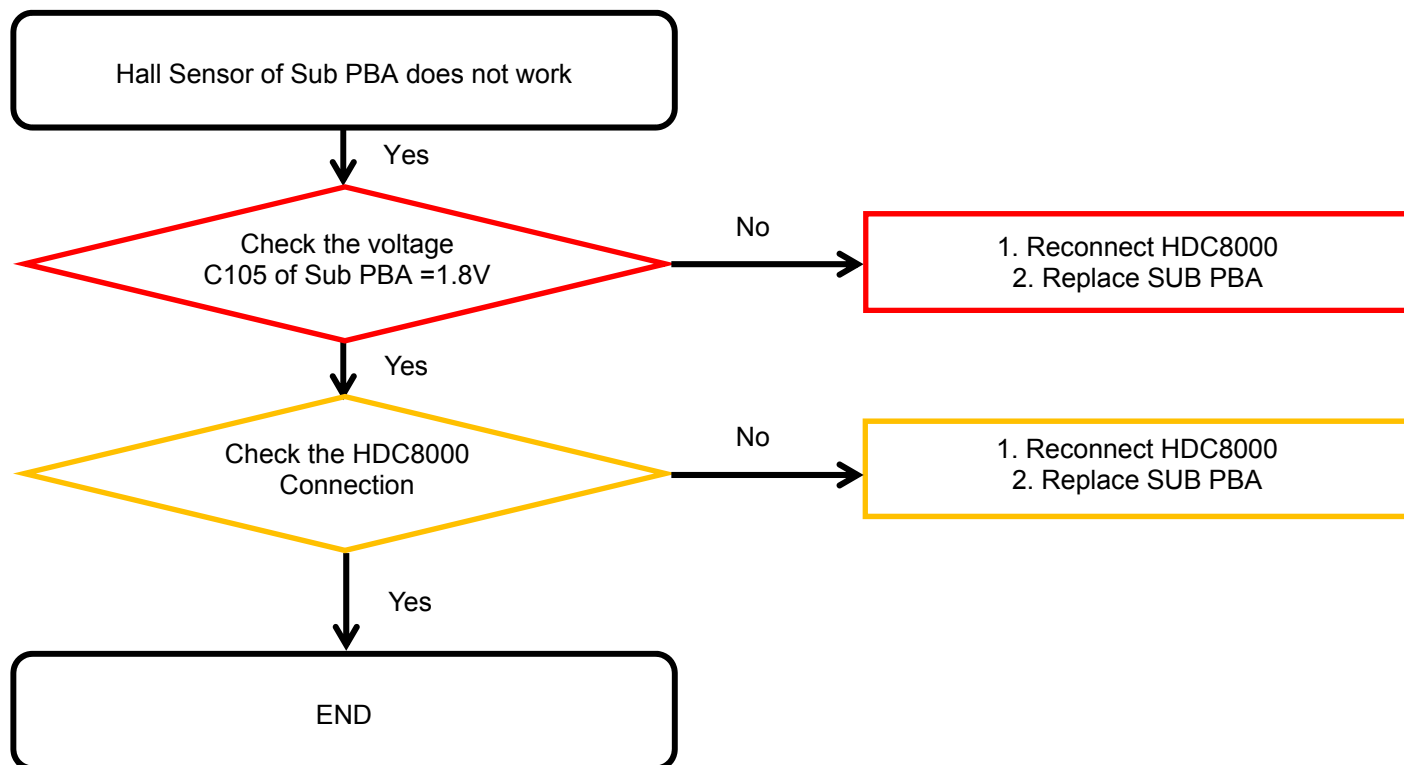 Hall Sensor of Sub PBA does not work
Yes
Check the voltage
C105 of Sub PBA =1.8V
No
1. Reconnect HDC8000
2. Replace SUB PBA
Yes
Check the HDC8000
Connection
No
1. Reconnect HDC8000
2. Replace SUB PBA
Yes
END